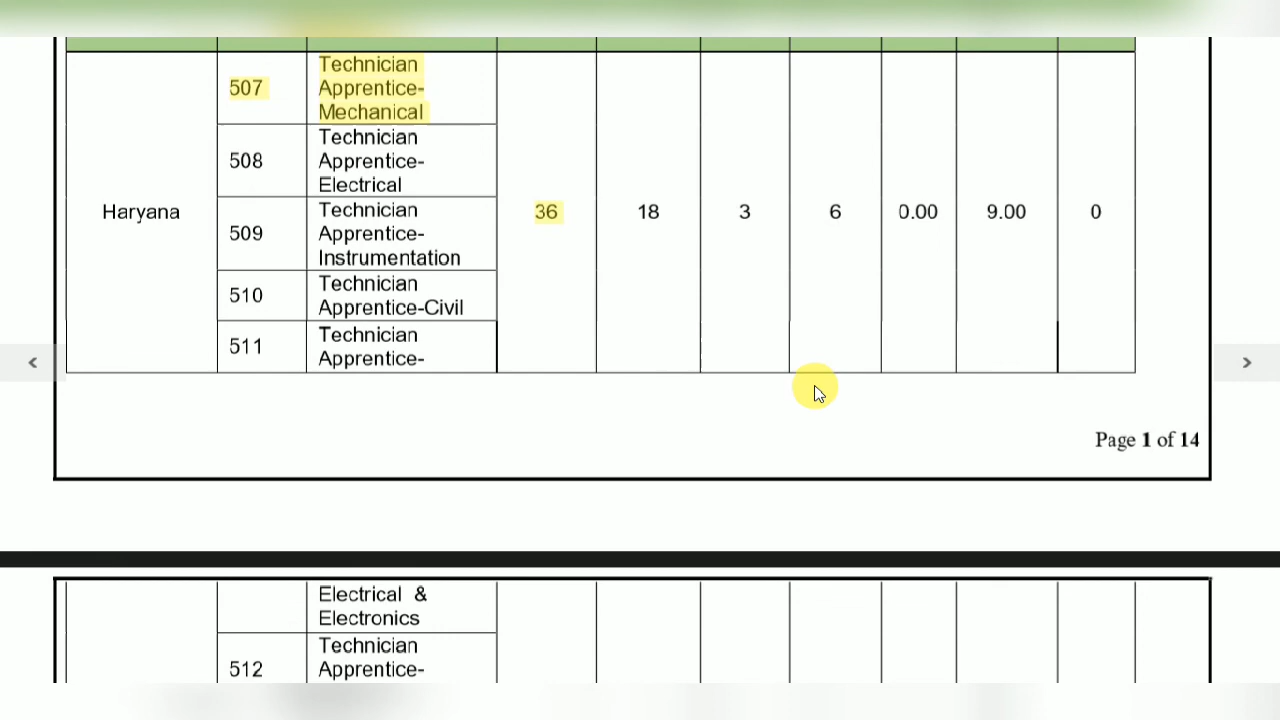 Technician
507 Apprentice-
Mechanical
Technician
508 Apprentice-
Electrical
Haryana Technician 36 18 3 6 0.00 9.00 0
509 Apprentice-
Instrumentation
510 Technician
Apprentice-Civil
511 Technician
Apprentice-
Page 1 of 14
Electrical &
Electronics
Technician
512 Apprentice-